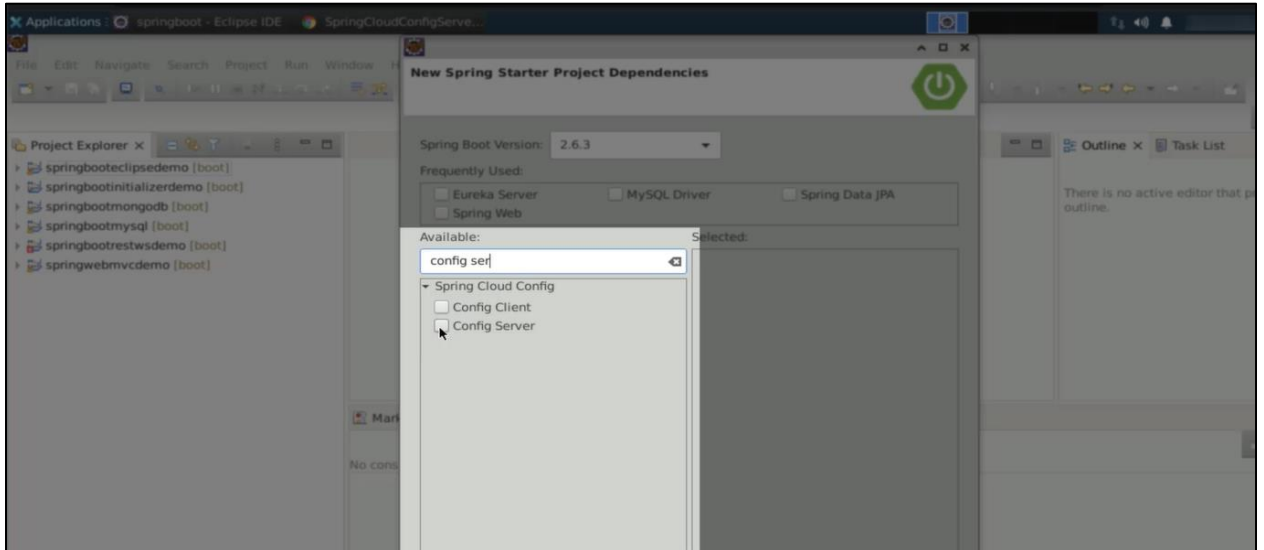 Applications springboot - Eclipse IDE SpringCloudConfigServe...
File Edit Navigate Search Project Run Window H
New Spring Starter Project Dependencies
Project Explorer
springbooteclipsedemo [boot]
springbootinitializerdemo [boot]
springbootmongodb [boot]
springbootmysql [boot]
springbootrestwsdemo [boot]
springwebmvcdemo [boot]
Spring Boot Version: 2.6.3
Frequently Used:
Eureka Server MySQL Driver Spring Data JPA
Spring Web
Available: Selected:
config ser
Spring Cloud Config
Config Client
Config Server
Outline Task List
There is no active editor that p
outline.
Mark
No cons